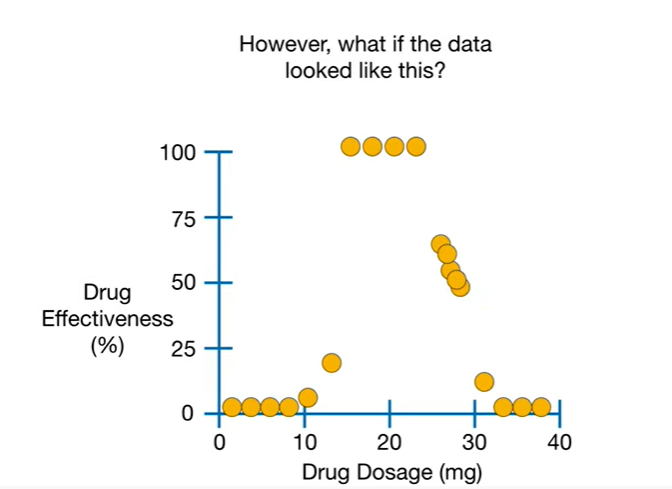 However, what if the data
looked like this?
100
75
50
25
0
Drug
Effectiveness
(%)
0 10 20 30 40
Drug Dosage (mg)